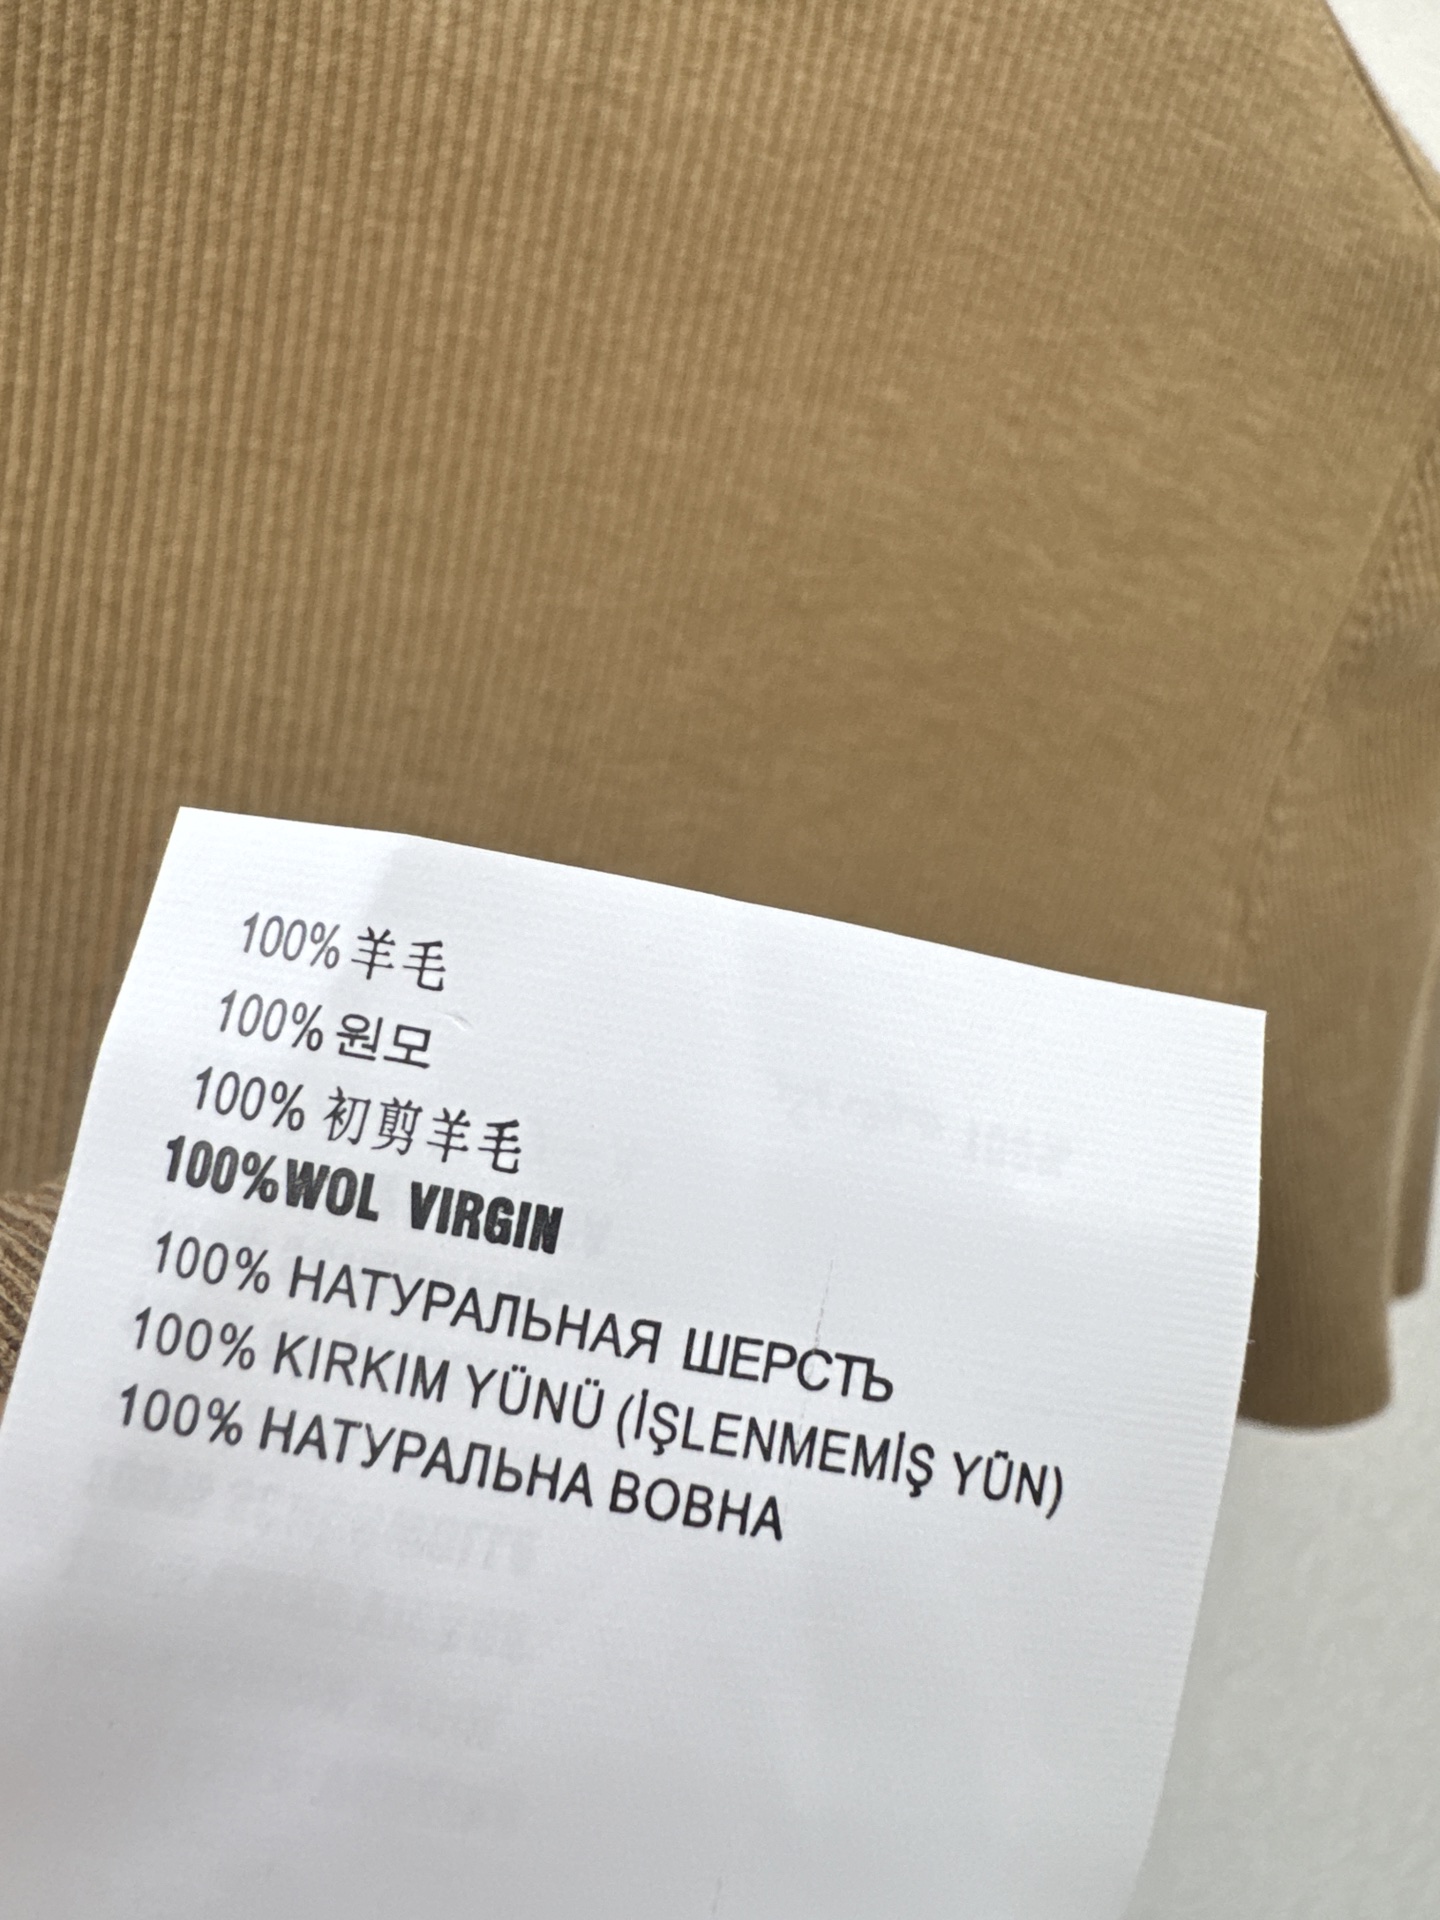 100% 羊毛
100% 원모
100% 初剪羊毛
100%WOL VIRGIN
100% НАТУРАЛЬНАЯ ШЕРСТЬ
100% KIRKIM YÜNÜ (İŞLENMEMİŞ YÜN)
100% НАТУРАЛЬНА ВОВНА